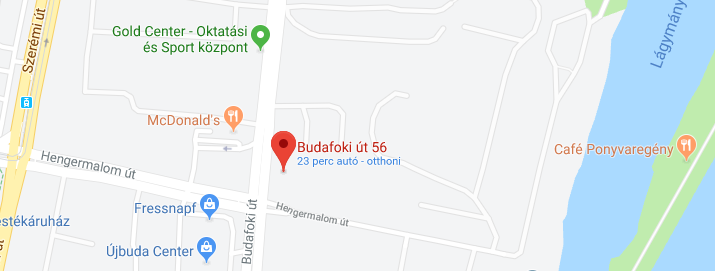 Gold Center - Oktatási
és Sport központ
Szerémi út
Lágymány
McDonald's
Budafoki út 56
23 perc autó - otthoni
Café Ponyvaregény
Hengermalom út
Fressnapf
Hengermalom út
estékáruház
Budafoki út
Újbuda Center